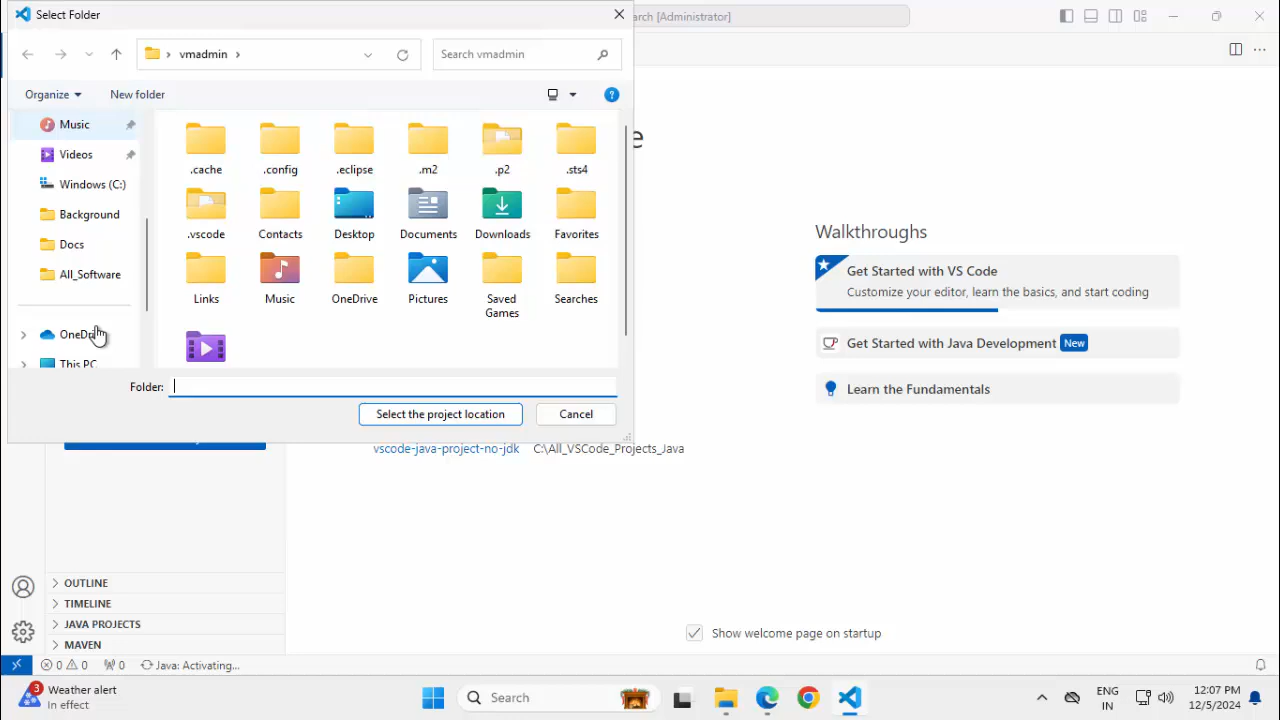 Select Folder
arch [Administrator]
vmadmin
Search vmadmin
Organize
New folder
Music
Videos
Windows (C:)
Background
Docs
All_Software
OneDrive
This PC
.cache
.config
.eclipse
.m2
.p2
.sts4
.vscode
Contacts
Desktop
Documents
Downloads
Favorites
Links
Music
OneDrive
Pictures
Saved Games
Searches
Folder:
Select the project location
Cancel
e
Walkthroughs
Get Started with VS Code
Customize your editor, learn the basics, and start coding
Get Started with Java Development New
Learn the Fundamentals
vscode-java-project-no-jdk C:\All_VSCode_Projects_Java
OUTLINE
TIMELINE
JAVA PROJECTS
MAVEN
Show welcome page on startup
0 0 0 Java: Activating...
3
Weather alert
In effect
Search
ENG
IN
12:07 PM
12/5/2024